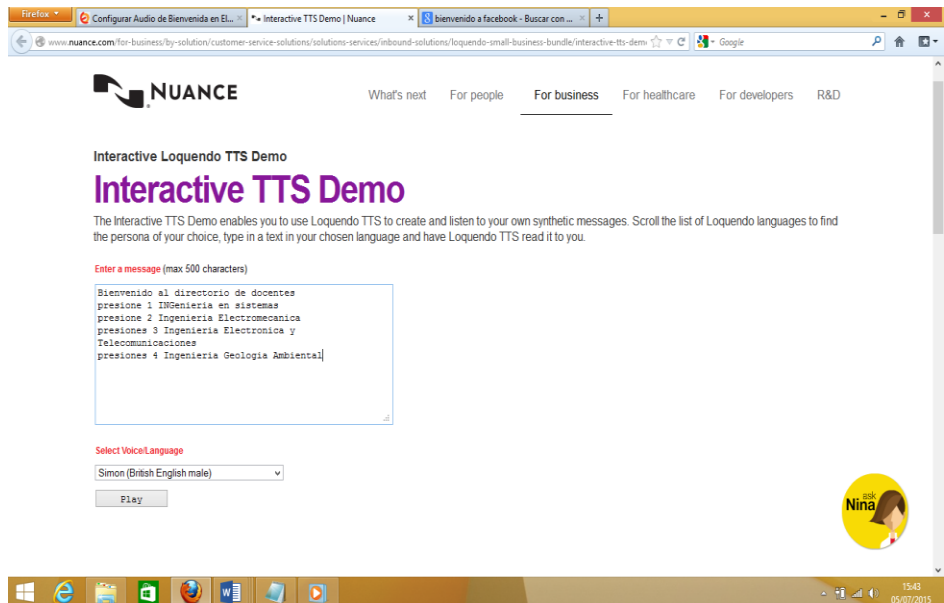 Firefox
Configurar Audio de Bienvenida en El...
Interactive TTS Demo | Nuance
bienvenido a facebook - Buscar con ...
www.nuance.com/for-business/by-solution/customer-service-solutions/solutions-services/inbound-solutions/loquendo-small-business-bundle/interactive-tts-demo
Google
NUANCE
What's next
For people
For business
For healthcare
For developers
R&D
Interactive Loquendo TTS Demo
Interactive TTS Demo
The Interactive TTS Demo enables you to use Loquendo TTS to create and listen to your own synthetic messages. Scroll the list of Loquendo languages to find
the persona of your choice, type in a text in your chosen language and have Loquendo TTS read it to you.
Enter a message (max 500 characters)
Bienvenido al directorio de docentes
presione 1 INGenieria en sistemas
presione 2 Ingenieria Electromecanica
presiones 3 Ingenieria Electronica y
Telecomunicaciones
presiones 4 Ingenieria Geologia Ambiental
Select Voice/Language
Simon (British English male)
Play
ask
Nina
15:43
05/07/2015